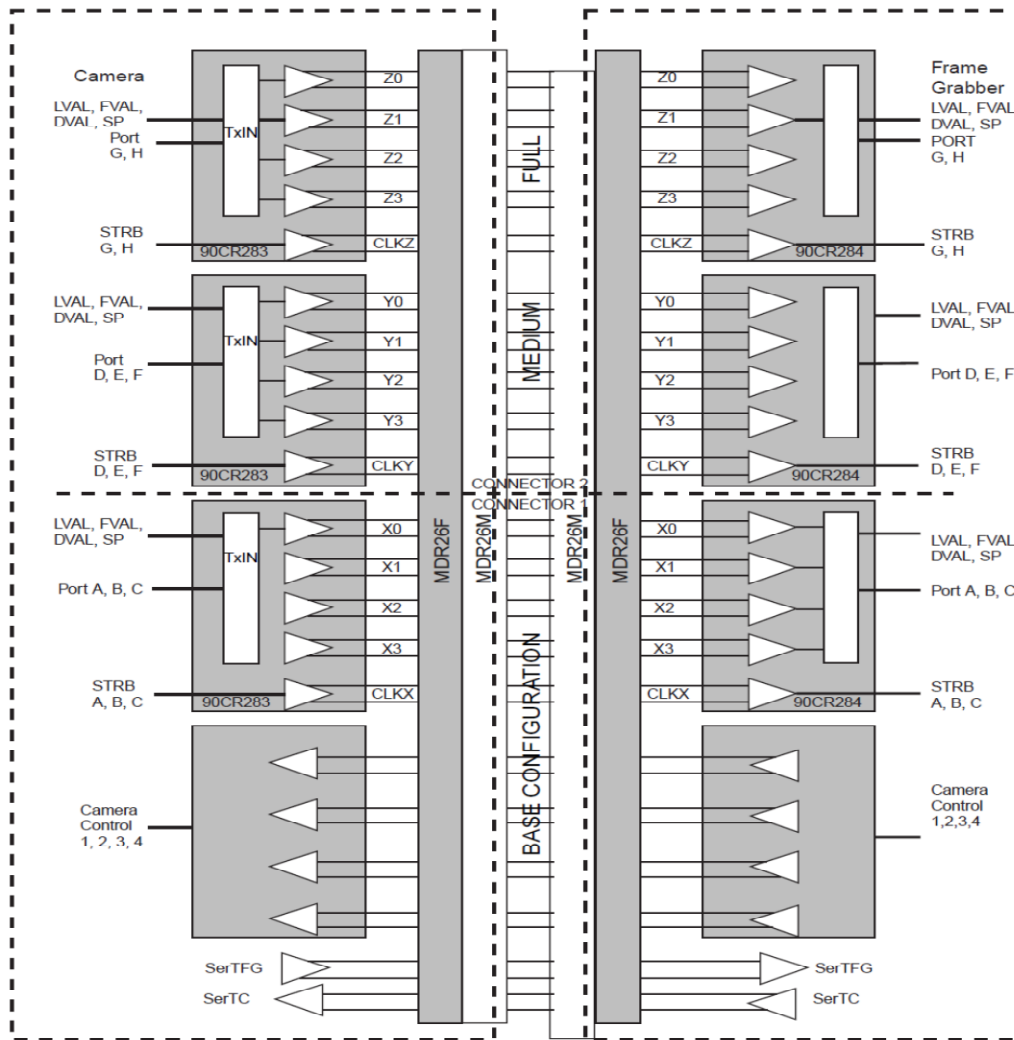 Camera
LVAL, FVAL,
DVAL, SP
Port
G, H
TxIN
STRB
G, H
90CR283
Z0
Z1
Z2
Z3
CLKZ
LVAL, FVAL,
DVAL, SP
Port
D, E, F
TxIN
STRB
D, E, F
90CR283
Y0
Y1
Y2
Y3
CLKY
LVAL, FVAL,
DVAL, SP
Port A, B, C
TxIN
STRB
A, B, C
90CR283
X0
X1
X2
X3
CLKX
Camera
Control
1, 2, 3, 4
SerTFG
SerTC
MDR26F
MDR26M
FULL
MEDIUM
CONNECTOR 2
CONNECTOR 1
BASE CONFIGURATION
MDR26M
MDR26F
Z0
Z1
Z2
Z3
CLKZ
90CR284
Frame
Grabber
LVAL, FVAL
DVAL, SP
PORT
G, H
STRB
G, H
Y0
Y1
Y2
Y3
CLKY
90CR284
LVAL, FVAL
DVAL, SP
Port D, E, F
STRB
D, E, F
X0
X1
X2
X3
CLKX
90CR284
LVAL, FVAL
DVAL, SP
Port A, B, C
STRB
A, B, C
Camera
Control
1,2,3,4
SerTFG
SerTC